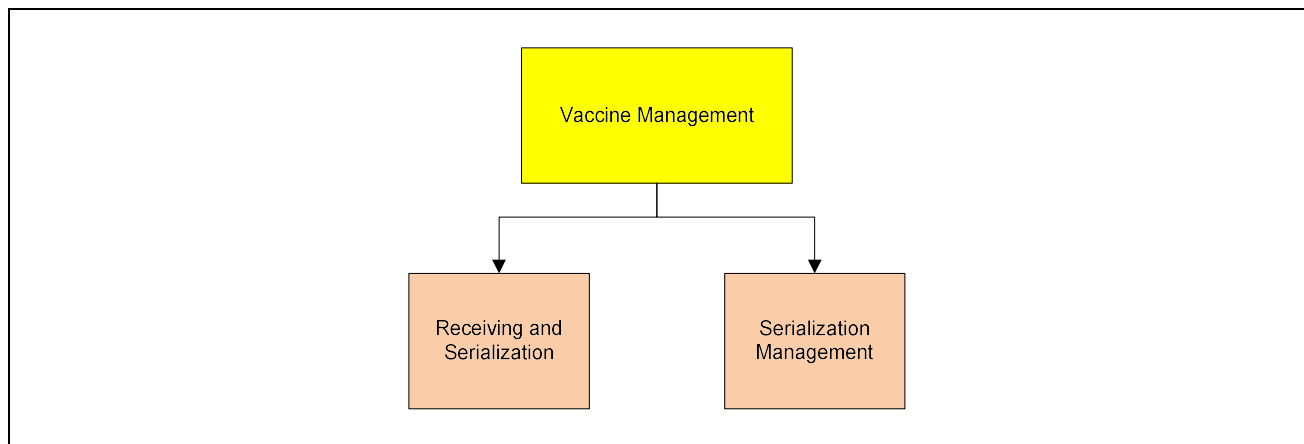 Vaccine Management
Receiving and
Serialization
Serialization
Management